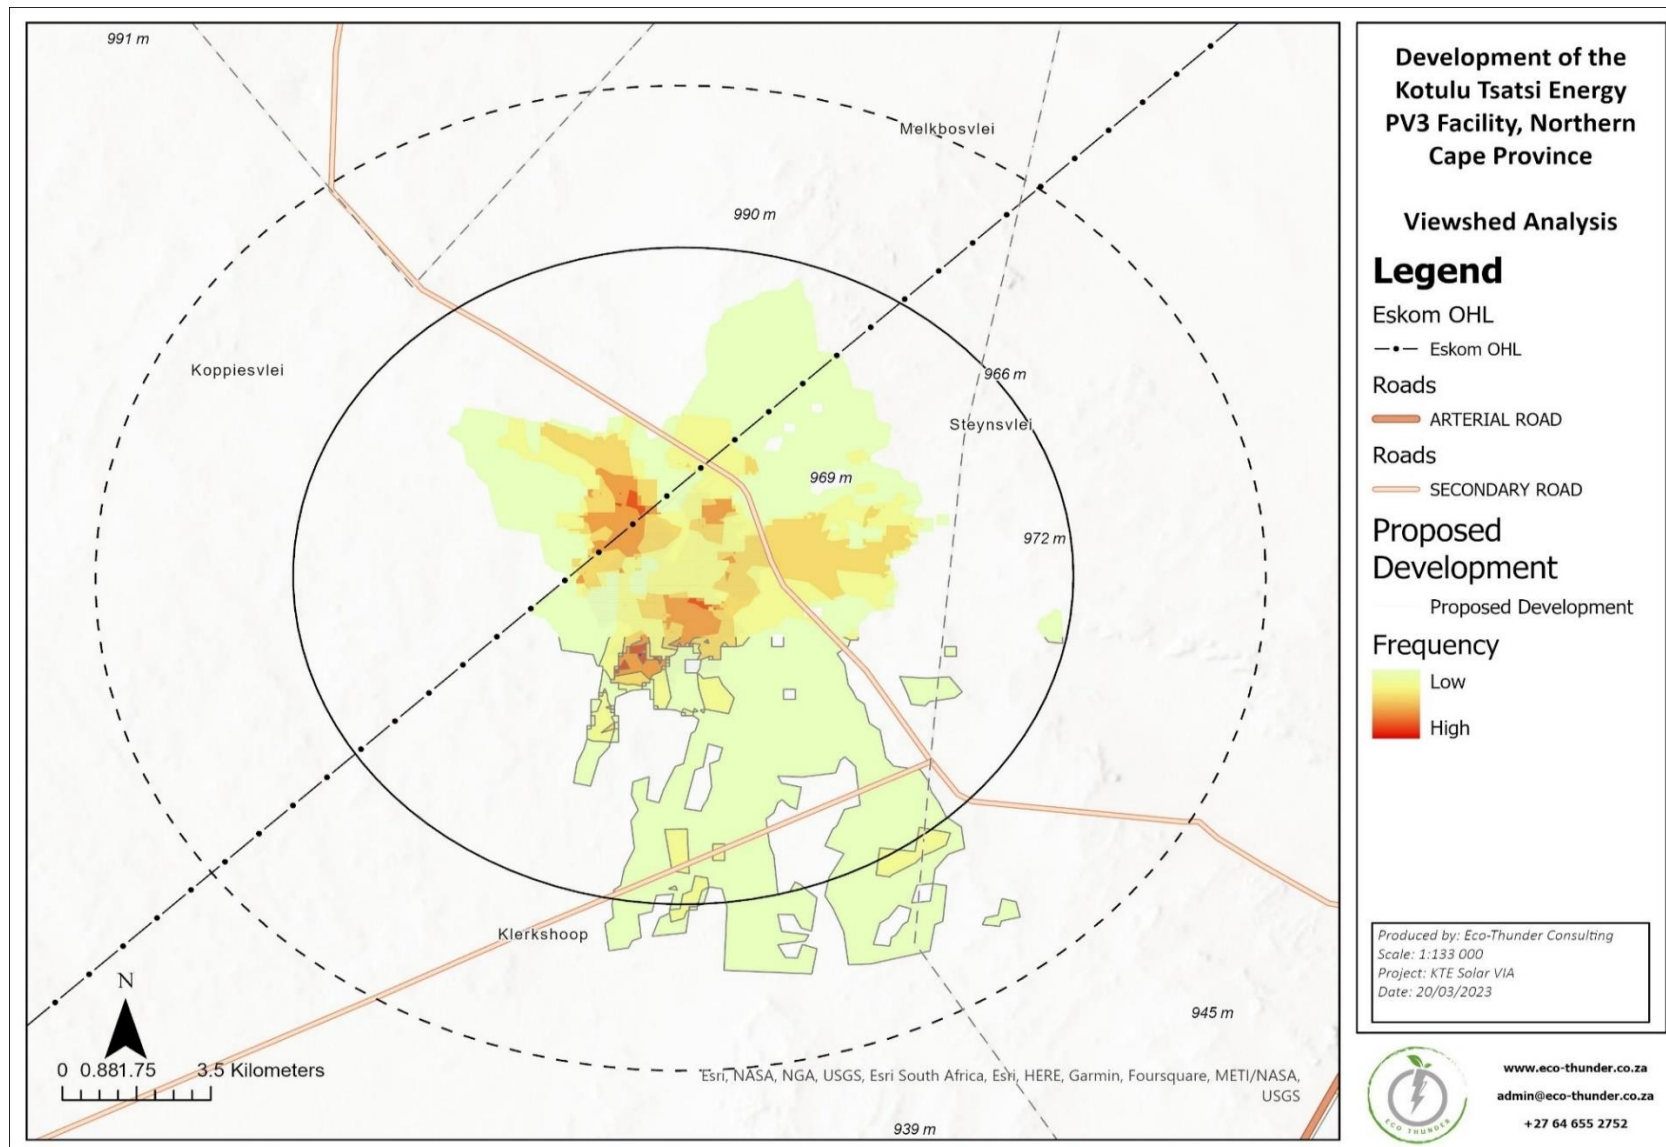 991 m
Melkbosvlei
990 m
Koppiesvlei
966 m
Steynsvlei
969 m
972 m
Klerkshoop
945 m
939 m
N
0 0.881.75 3.5 Kilometers
Esri, NASA, NGA, USGS, Esri South Africa, Esri, HERE, Garmin, Foursquare, METI/NASA,
USGS
Development of the
Kotulu Tsatsi Energy
PV3 Facility, Northern
Cape Province
Viewshed Analysis
Legend
Eskom OHL
Eskom OHL
Roads
ARTERIAL ROAD
Roads
SECONDARY ROAD
Proposed
Development
Proposed Development
Frequency
Low
High
Produced by: Eco-Thunder Consulting
Scale: 1:133 000
Project: KTE Solar VIA
Date: 20/03/2023
ECO THUNDER
www.eco-thunder.co.za
admin@eco-thunder.co.za
+27 64 655 2752